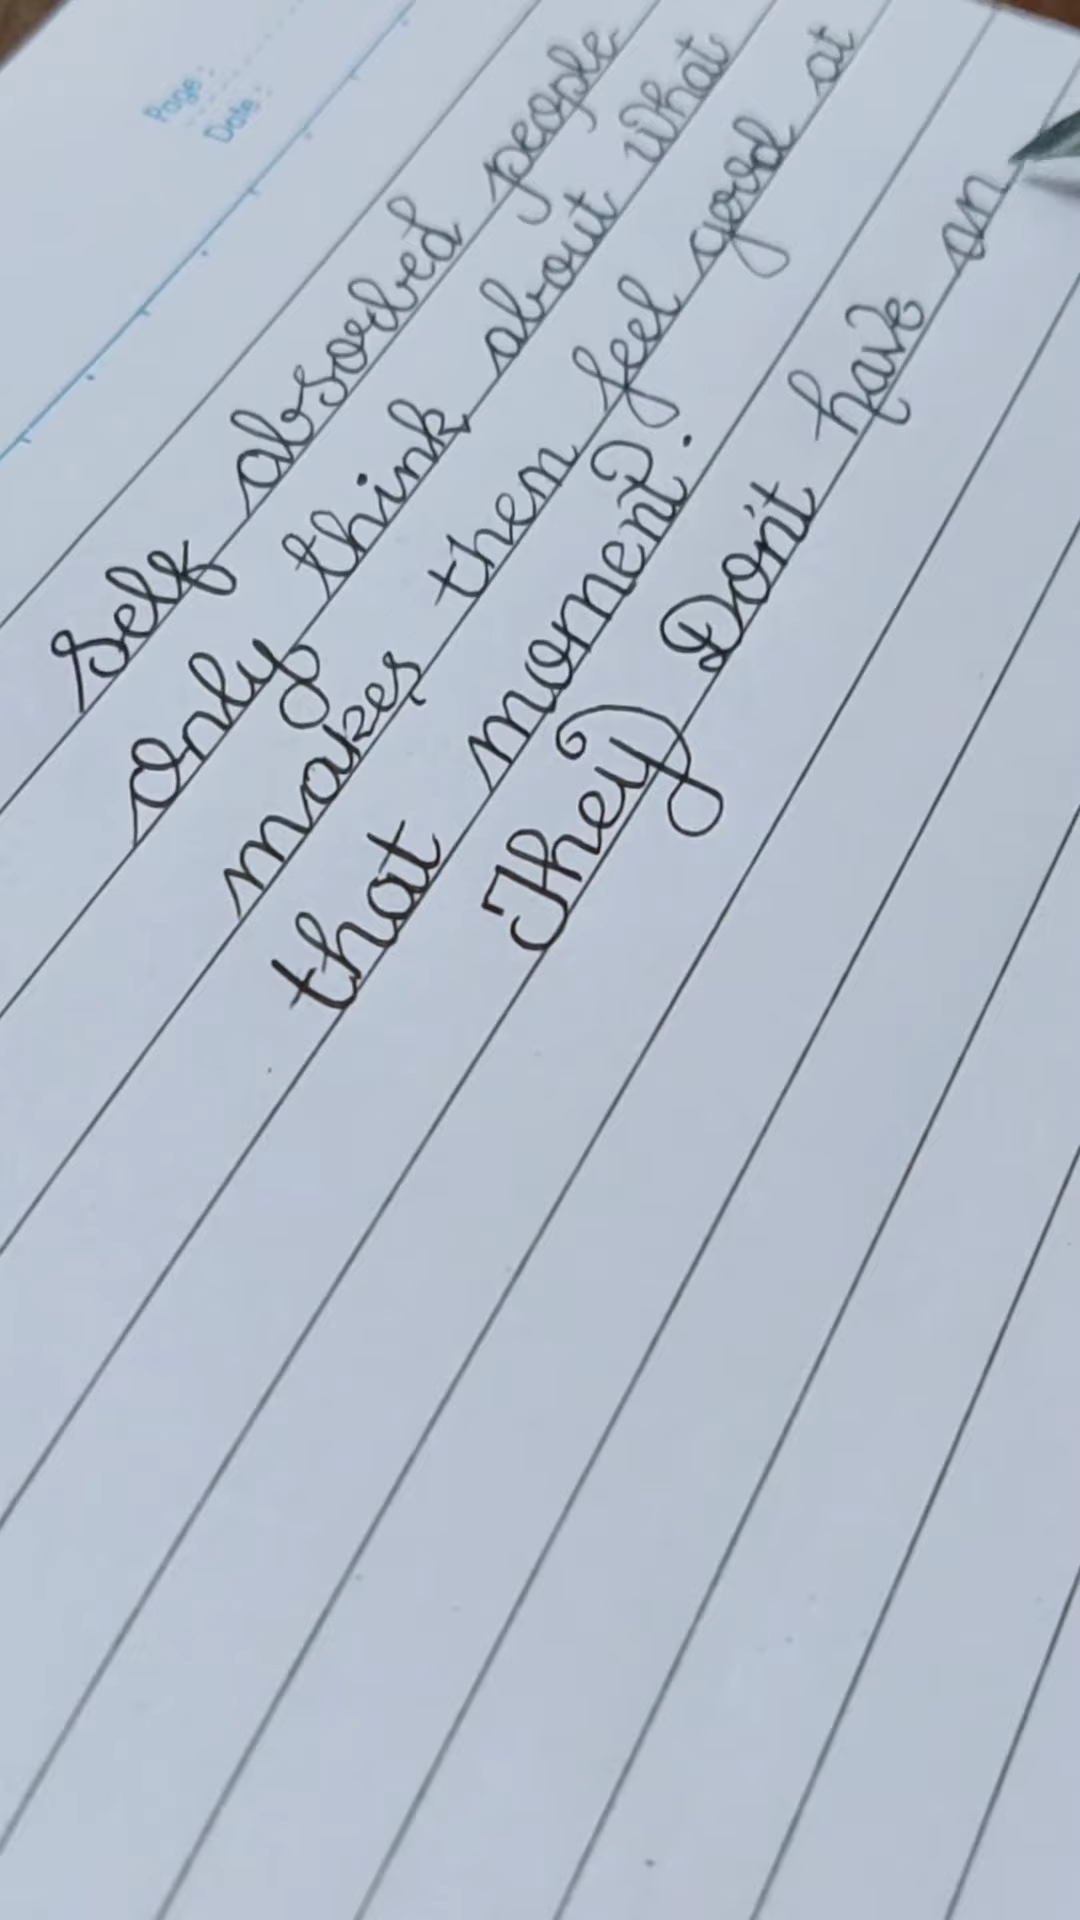 Page:
Date:
Self absorbed people
only think about what
makes them feel good at
that moment.
They Don't have an